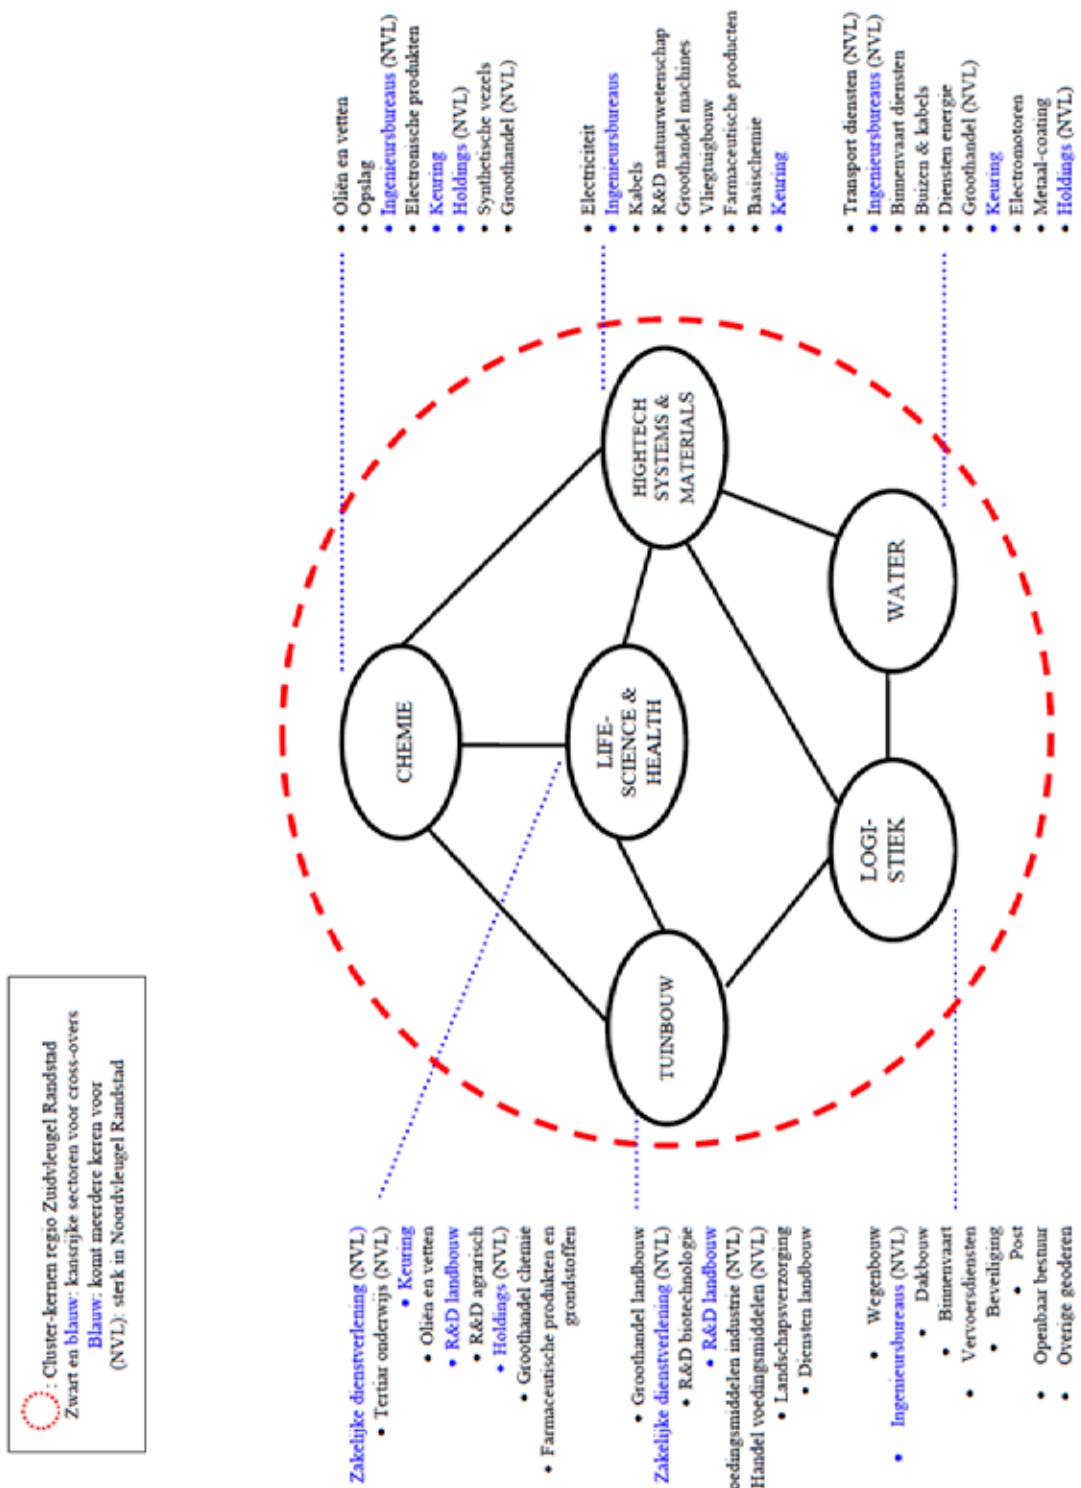 : Cluster-kernen regio Zuidvleugel Randstad
Zwart en blauw: kansrijke sectoren voor cross-overs
Blauw: komt meerdere keren voor
(NVL): sterk in Noordvleugel Randstad
Zakelijke dienstverlening (NVL)
• Tertiar onderwijs (NVL)
• Keuring
• Oliën en vetten
• R&D landbouw
• R&D agrarisch
• Holdings (NVL)
• Groothandel chemie
• Farmaceutische produkten en
grondstoffen
• Groothandel landbouw
Zakelijke dienstverlening (NVL)
• R&D biotechnologie
• R&D landbouw
oedingsmiddelen industrie (NVL)
Handel voedingsmiddelen (NVL)
• Landschapsverzorging
• Diensten landbouw
• Wegenbouw
• Ingenieursbureaus (NVL)
• Dakbouw
• Binnenvaart
• Vervoersdiensten
• Beveiliging
• Post
• Openbaar bestuur
• Overige goederen
CHEMIE
LIFE-
SCIENCE &
HEALTH
TUINBOUW
HIGHTECH
SYSTEMS &
MATERIALS
LOGI-
STIEK
WATER
• Oliën en vetten
• Opslag
• Ingenieursbureaus (NVL)
• Electronische produkten
• Keuring
• Holdings (NVL)
• Synthetische vezels
• Groothandel (NVL)
• Electriciteit
• Ingenieursbureaus
• Kabels
• R&D natuurwetenschap
• Groothandel machines
• Vliegtuigbouw
• Farmaceutische producten
• Basischemie
• Keuring
• Transport diensten (NVL)
• Ingenieursbureaus (NVL)
• Binnenvaart diensten
• Buizen & kabels
• Diensten energie
• Groothandel (NVL)
• Keuring
• Electromotoren
• Metaal-coating
• Holdings (NVL)